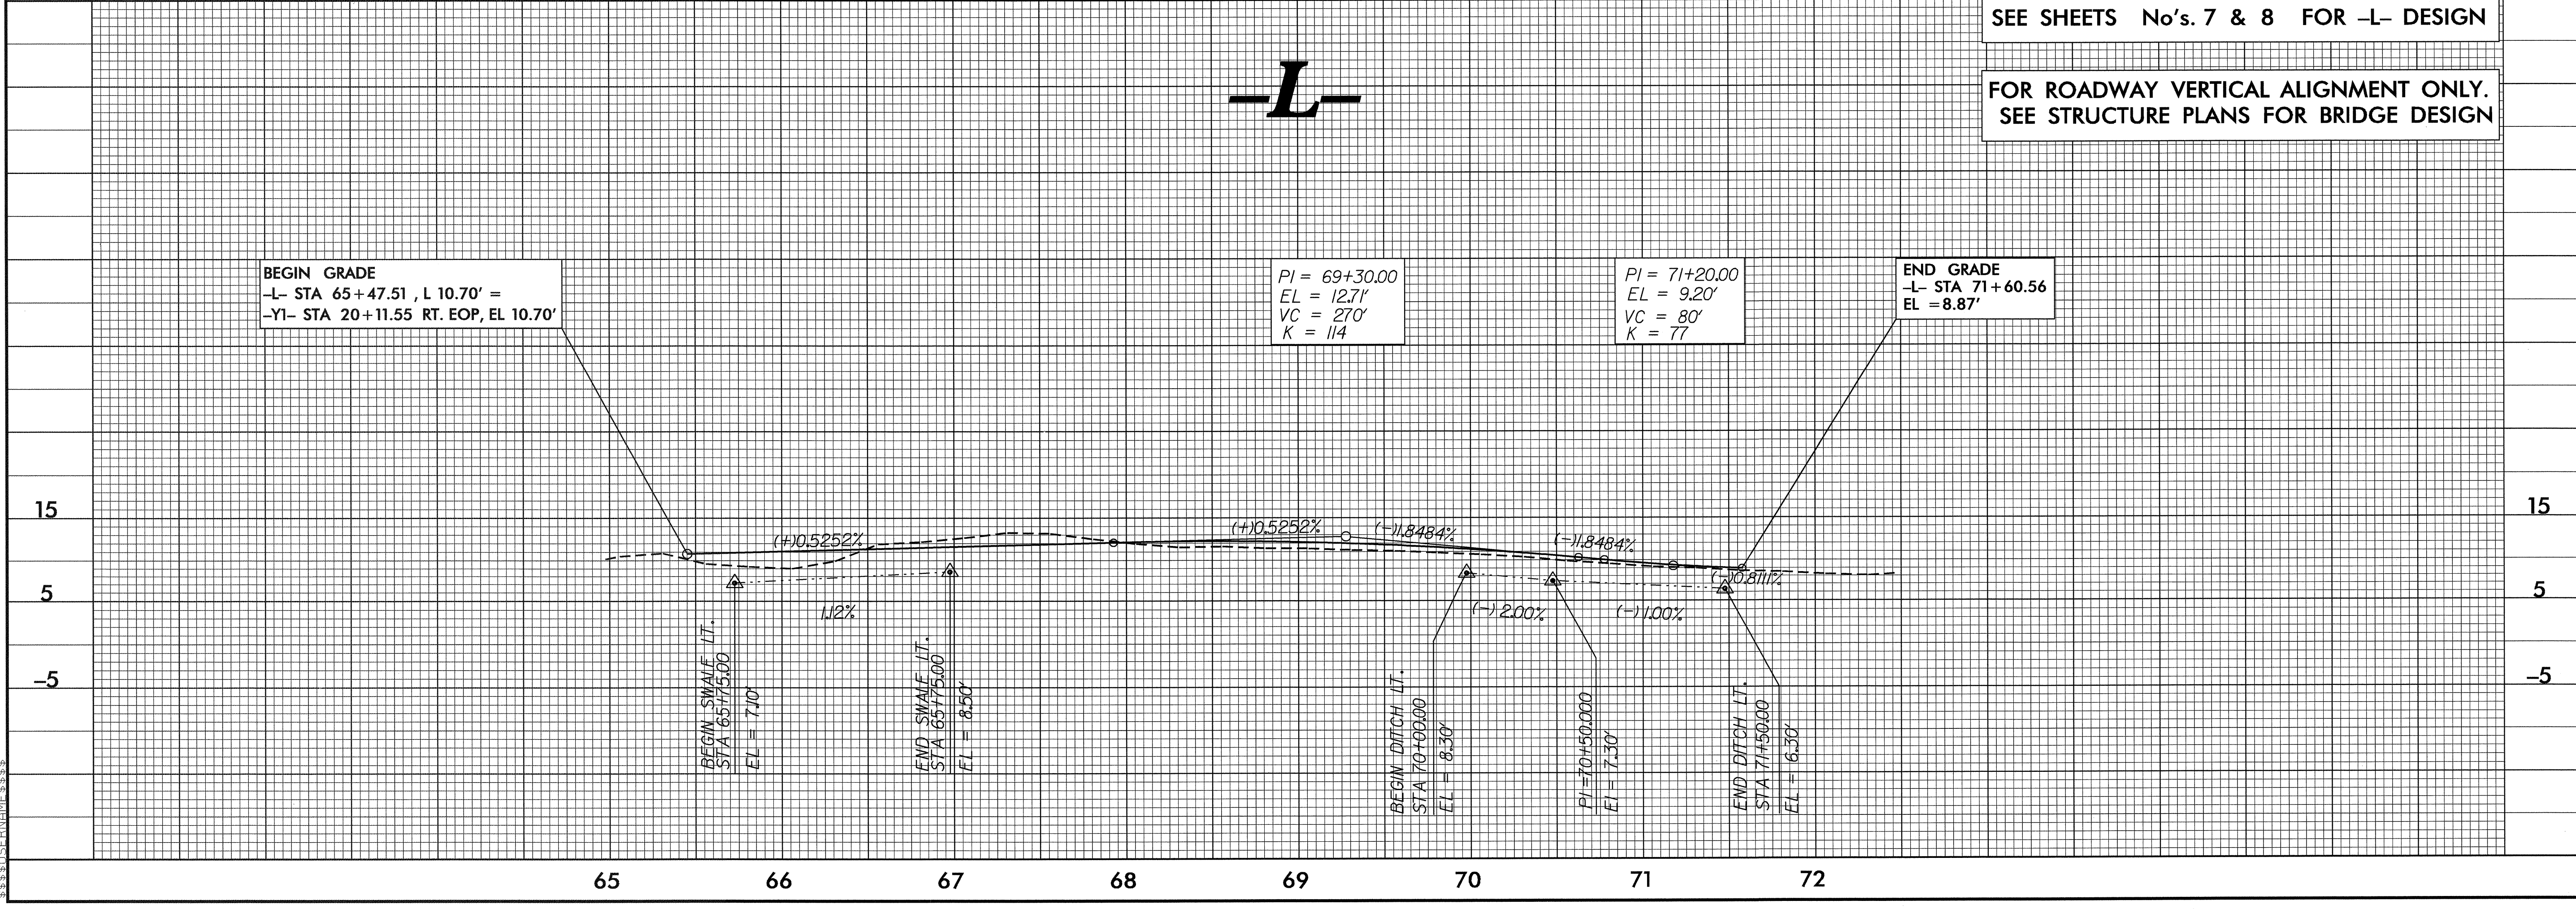 SEE SHEETS No's. 7 & 8 FOR –L– DESIGN
–L–
FOR ROADWAY VERTICAL ALIGNMENT ONLY.
SEE STRUCTURE PLANS FOR BRIDGE DESIGN
BEGIN GRADE
–L– STA 65+47.51 , L 10.70' =
–Y1– STA 20+11.55 RT. EOP, EL 10.70'
PI = 69+30.00
EL = 12.71'
VC = 270'
K = 114
PI = 71+20.00
EL = 9.20'
VC = 80'
K = 77
END GRADE
–L– STA 71+60.56
EL =8.87'
15
15
(+)0.5252%
(+)0.5252%
(-)1.8484%
(-)1.8484%
(-)0.8111%
5
5
1.12%
(-) 2.00%
(-) 1.00%
–5
–5
BEGIN SWALE LT.
STA 65+75.00
EL = 7.10'
END SWALE LT.
STA 65+75.00
EL = 8.50'
BEGIN DITCH LT.
STA 70+00.00
EL = 8.30'
PI=70+50.000
El = 7.30'
END DITCH LT.
STA 71+50.00
EL = 6.30'
65 66 67 68 69 70 71 72